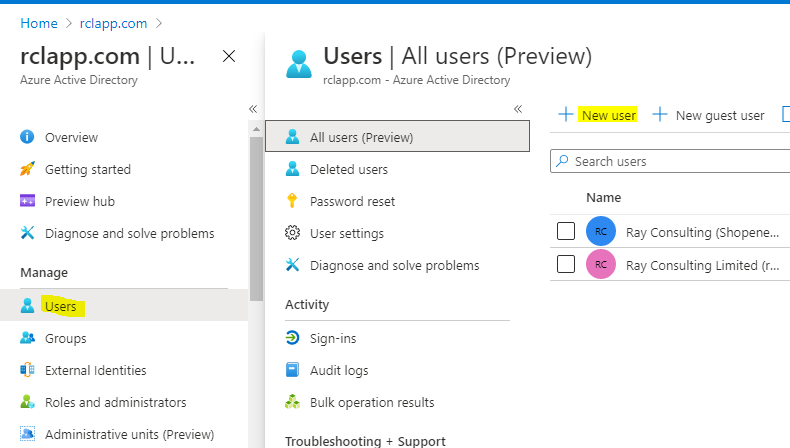 Home > rclapp.com >
rclapp.com | U...
Azure Active Directory
Overview
Getting started
Preview hub
Diagnose and solve problems
Manage
Users
Groups
External Identities
Roles and administrators
Administrative units (Preview)
Users | All users (Preview)
rclapp.com - Azure Active Directory
All users (Preview)
Deleted users
Password reset
User settings
Diagnose and solve problems
Activity
Sign-ins
Audit logs
Bulk operation results
Troubleshooting + Support
New user
New guest user
Search users
Name
RC Ray Consulting (Shopene...
RC Ray Consulting Limited (r...